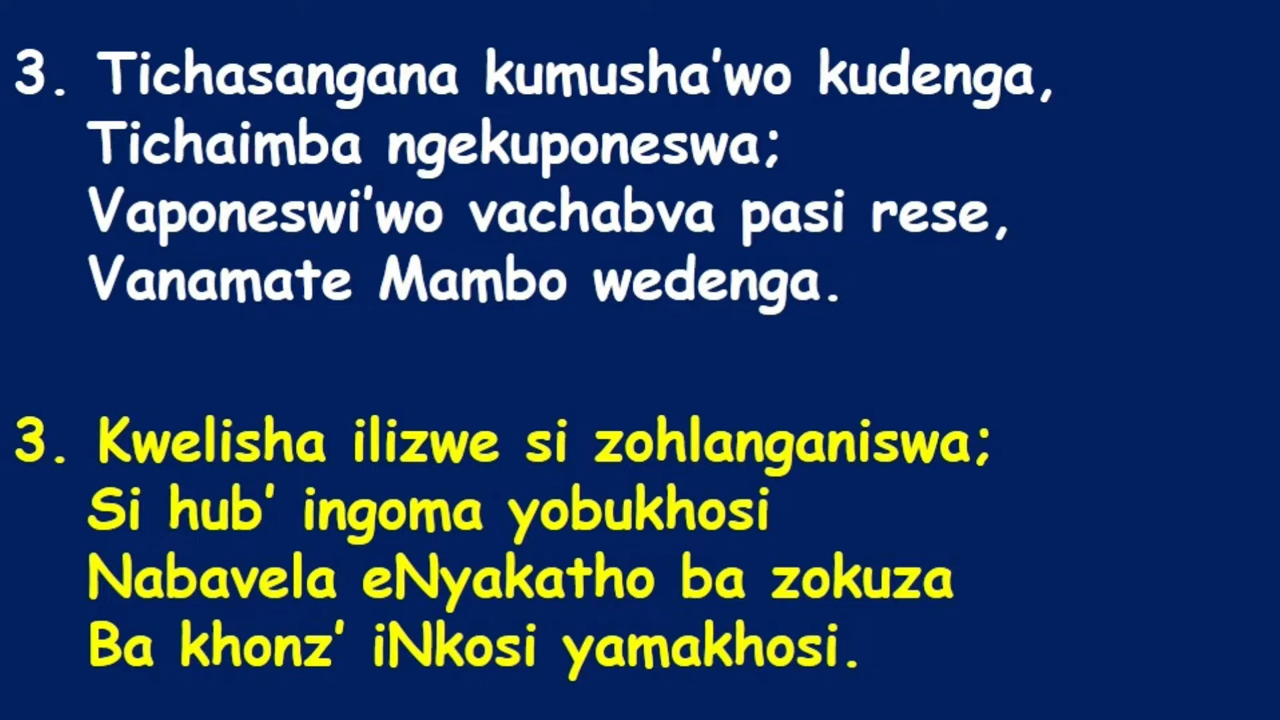 3. Tichasangana kumusha'wo kudenga,
Tichaimba ngekuponeswa;
Vaponeswi'wo vachabva pasi rese,
Vanamate Mambo wedenga.
3. Kwelisha ilizwe si zohlanganiswa;
Si hub' ingoma yobukhosi
Nabavela eNyakatho ba zokuza
Ba khonz' iNkosi yamakhosi.